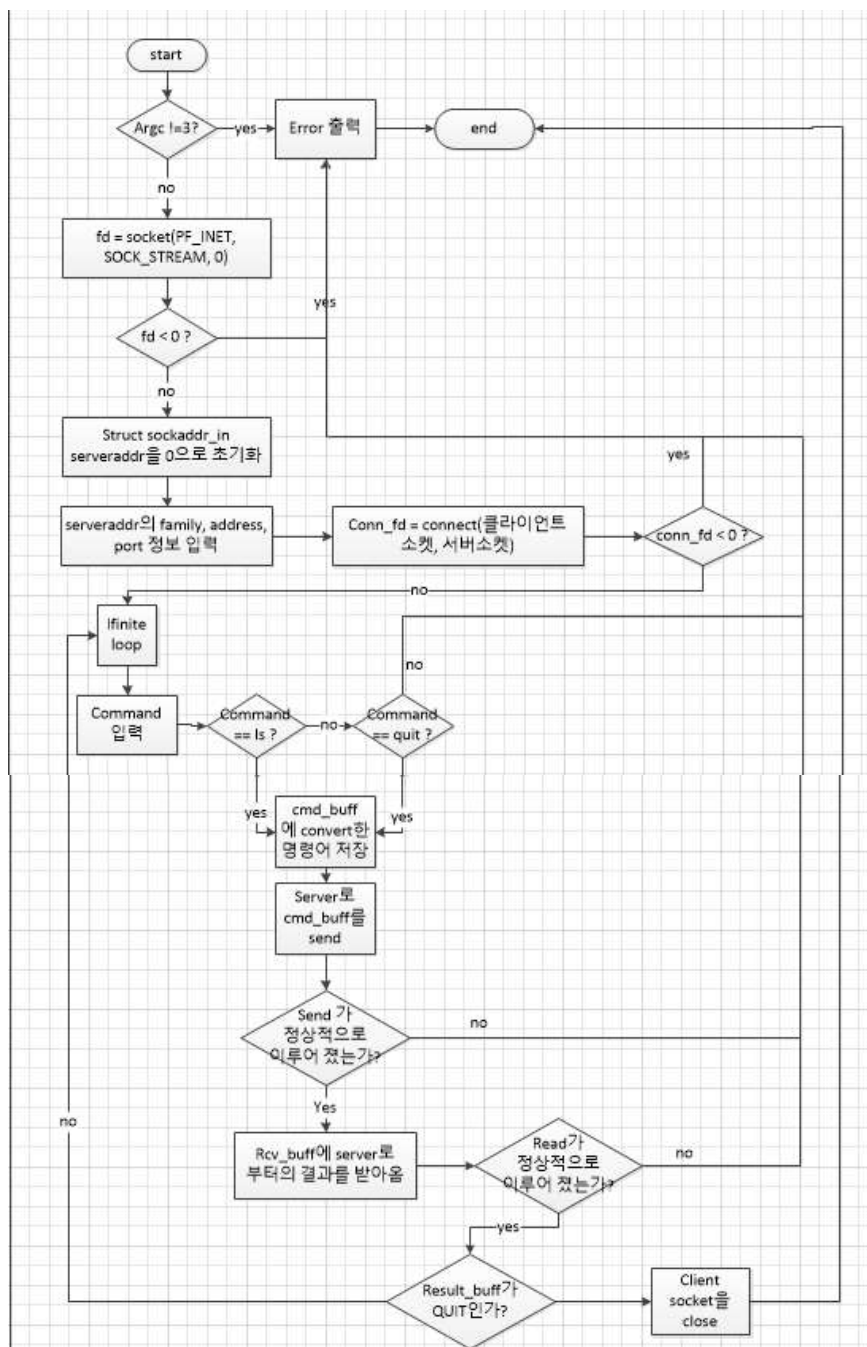 start
Argc !=3?
yes
Error 출력
end
no
fd = socket(PF_INET,
SOCK_STREAM, 0)
yes
fd < 0 ?
no
Struct sockaddr_in
serveraddr을 0으로 초기화
yes
serveraddr의 family, address,
port 정보 입력
Conn_fd = connect(클라이언트
소켓, 서버소켓)
conn_fd < 0 ?
no
Ifinite
loop
no
Command
입력
Command
== ls ?
no
Command
== quit ?
yes
cmd_buff
에 convert한
명령어 저장
yes
Server로
cmd_buff를
send
Send 가
정상적으로
이루어 졌는가?
no
no
Yes
Rcv_buff에 server로
부터의 결과를 받아옴
Read가
정상적으로
이루어 졌는가?
no
yes
Result_buff가
QUIT인가?
Client
socket을
close